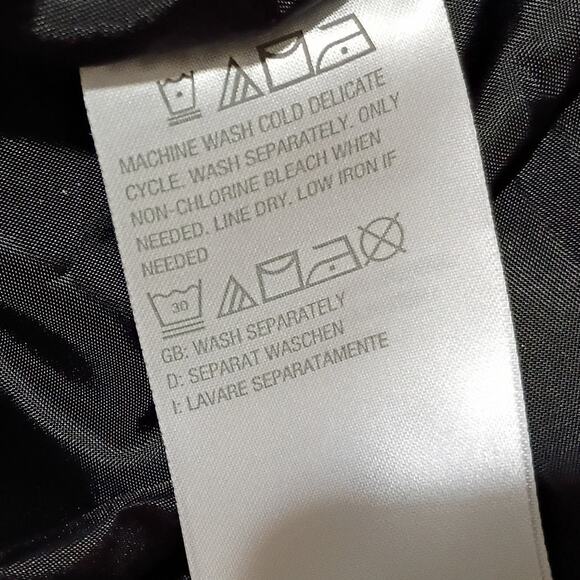 MACHINE WASH COLD DELICATE
CYCLE. WASH SEPARATELY. ONLY
NON-CHLORINE BLEACH WHEN
NEEDED. LINE DRY. LOW IRON IF
NEEDED
30
GB: WASH SEPARATELY
D: SEPARAT WASCHEN
I: LAVARE SEPARATAMENTE